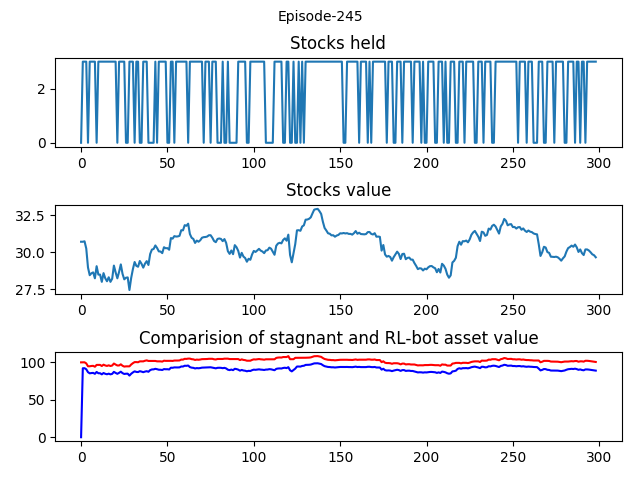 Episode-245
Stocks held
2
0
0 50 100 150 200 250 300
Stocks value
32.5
30.0
27.5
0 50 100 150 200 250 300
Comparision of stagnant and RL-bot asset value
100
50
0
0 50 100 150 200 250 300